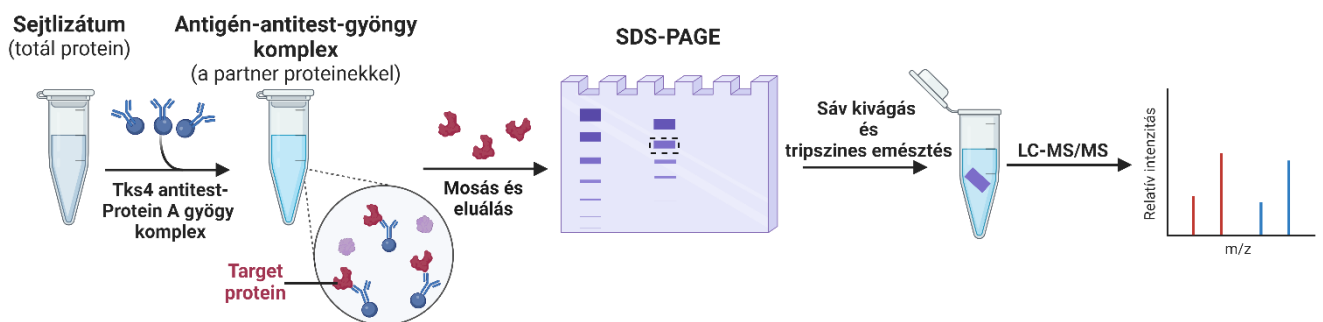 Sejtlizátum
(totál protein)
Tks4 antitest-
Protein A gyögy
komplex
Antigén-antitest-gyöngy
komplex
(a partner proteinekkel)
Target
protein
Mosás és
eluálás
SDS-PAGE
Sáv kivágás
és
tripszines emésztés
LC-MS/MS
Relatív intenzitás
m/z